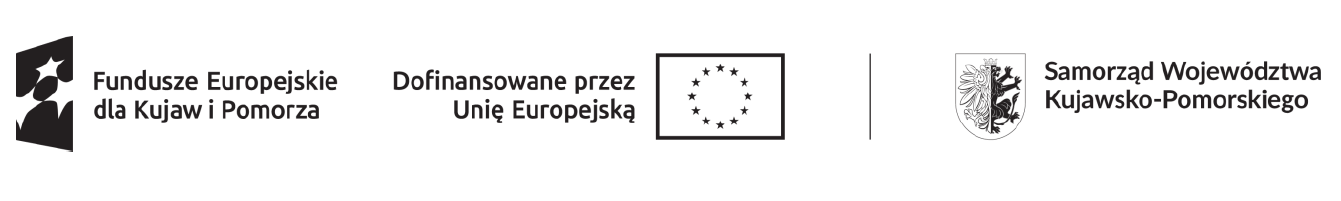 Fundusze Europejskie
dla Kujaw i Pomorza
Dofinansowane przez
Unię Europejską
Samorząd Województwa
Kujawsko-Pomorskiego